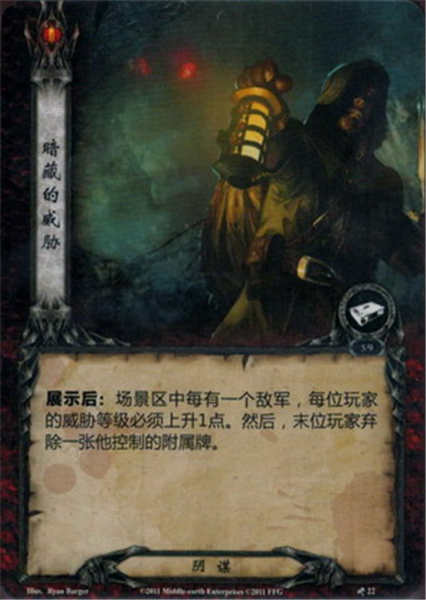 暗藏的威胁
展示后：场景区中每有一个敌军，每位玩家
的威胁等级必须上升1点。然后，末位玩家弃
除一张他控制的附属牌。
阴谋
Illus. Ryan Barger
©2011 Middle-earth Enterprises ©2011 FFG
22